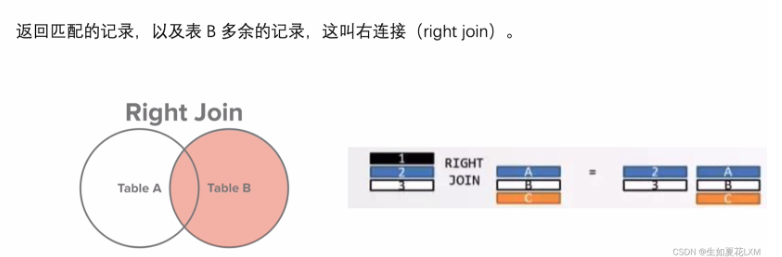 返回匹配的记录，以及表 B 多余的记录，这叫右连接（right join）。
Right Join
Table A
Table B
1
2
3
RIGHT
JOIN
A
B
C
=
2 A
3 B
C
CSDN @生如夏花LXM